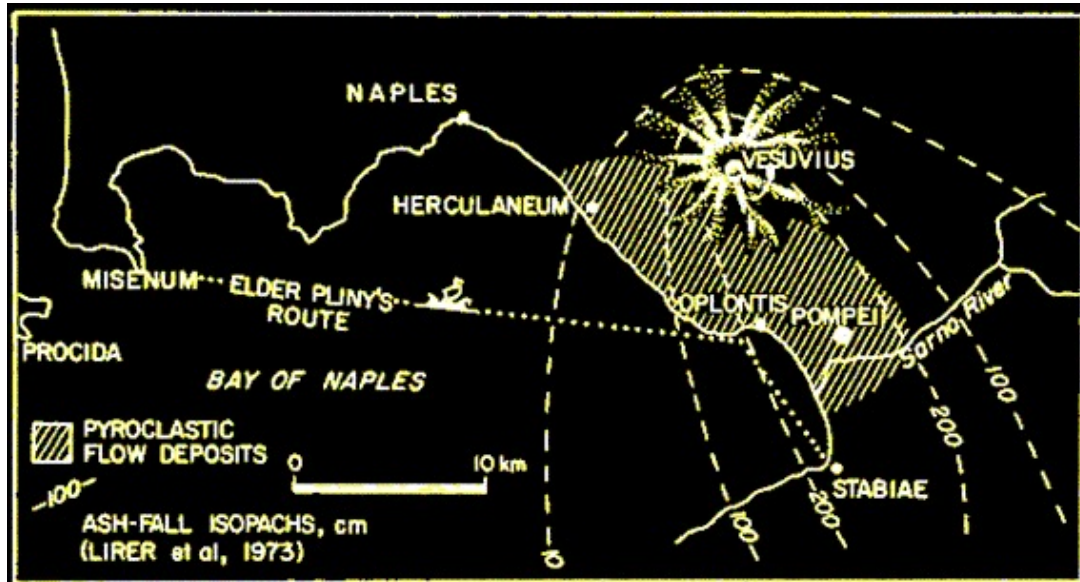 NAPLES
VESUVIUS
HERCULANEUM
MISENUM
ELDER PLINY'S
ROUTE
OPLONTIS
POMPEII
Sarno River
PROCIDA
BAY OF NAPLES
PYROCLASTIC
FLOW DEPOSITS
0 10 km
-100-
ASH-FALL ISOPACHS, cm
(LIRER et al, 1973)
STABIAE
10
100
200
200
100